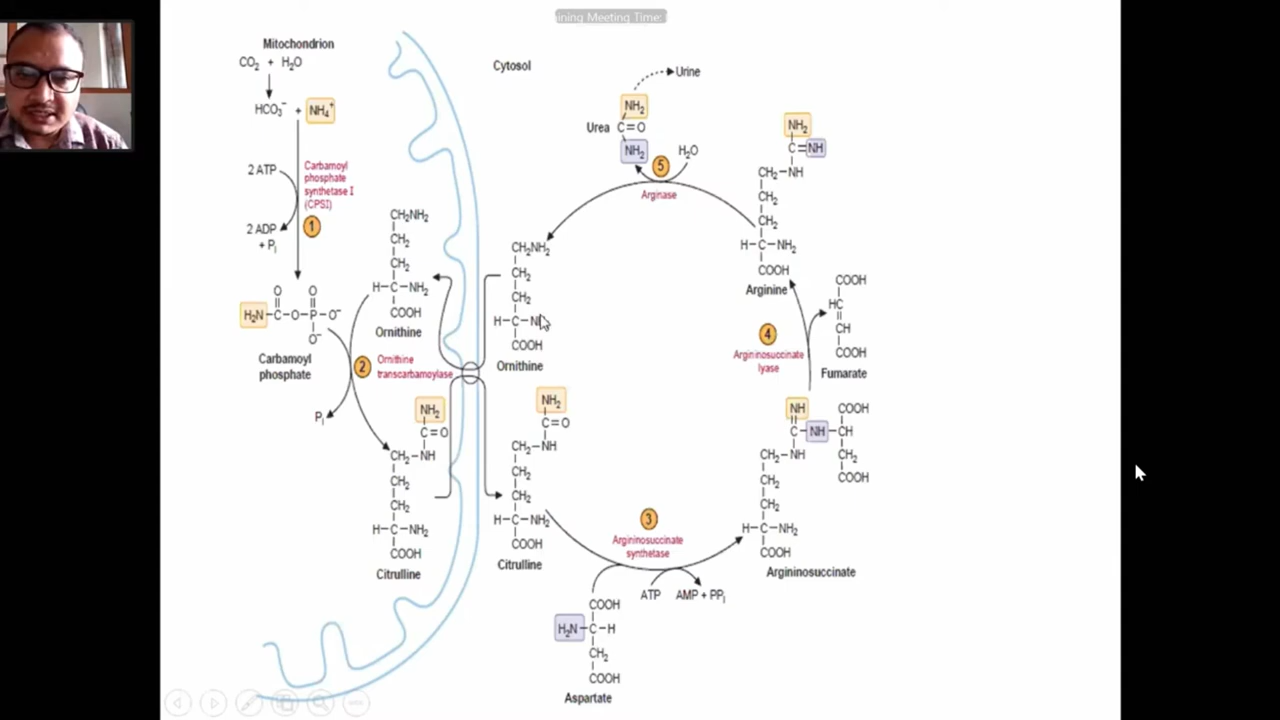 ining Meeting Time:
Mitochondrion
CO₂ + H₂O
HCO₃⁻ + NH₄⁺
2 ATP
Carbamoyl
phosphate
synthetase I
(CPSI)
1
2 ADP
+ Pᵢ
O O
H₂N–C–O–P–O⁻
O⁻
Carbamoyl
phosphate
CH₂NH₂
CH₂
CH₂
H–C–NH₂
COOH
Ornithine
2
Ornithine
transcarbamoylase
Pᵢ
NH₂
C=O
CH₂–NH
CH₂
CH₂
H–C–NH₂
COOH
Citrulline
Cytosol
CH₂NH₂
CH₂
CH₂
H–C–N
COOH
Ornithine
NH₂
C=O
CH₂–NH
CH₂
CH₂
H–C–NH₂
COOH
Citrulline
3
Argininosuccinate
synthetase
ATP
AMP + PPᵢ
COOH
H₂N–C–H
CH₂
COOH
Aspartate
NH
COOH
C–NH–CH
CH₂–NH
CH₂
CH₂
COOH
CH₂
H–C–NH₂
COOH
Argininosuccinate
4
Argininosuccinate
lyase
COOH
HC
CH
COOH
Fumarate
NH₂
C=NH
CH₂–NH
CH₂
CH₂
H–C–NH₂
COOH
Arginine
5
Arginase
H₂O
Urine
NH₂
Urea C=O
NH₂